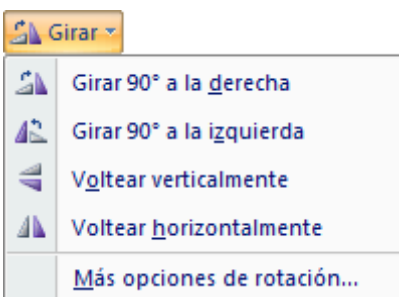 Girar
Girar 90° a la derecha
Girar 90° a la izquierda
Voltear verticalmente
Voltear horizontalmente
Más opciones de rotación...